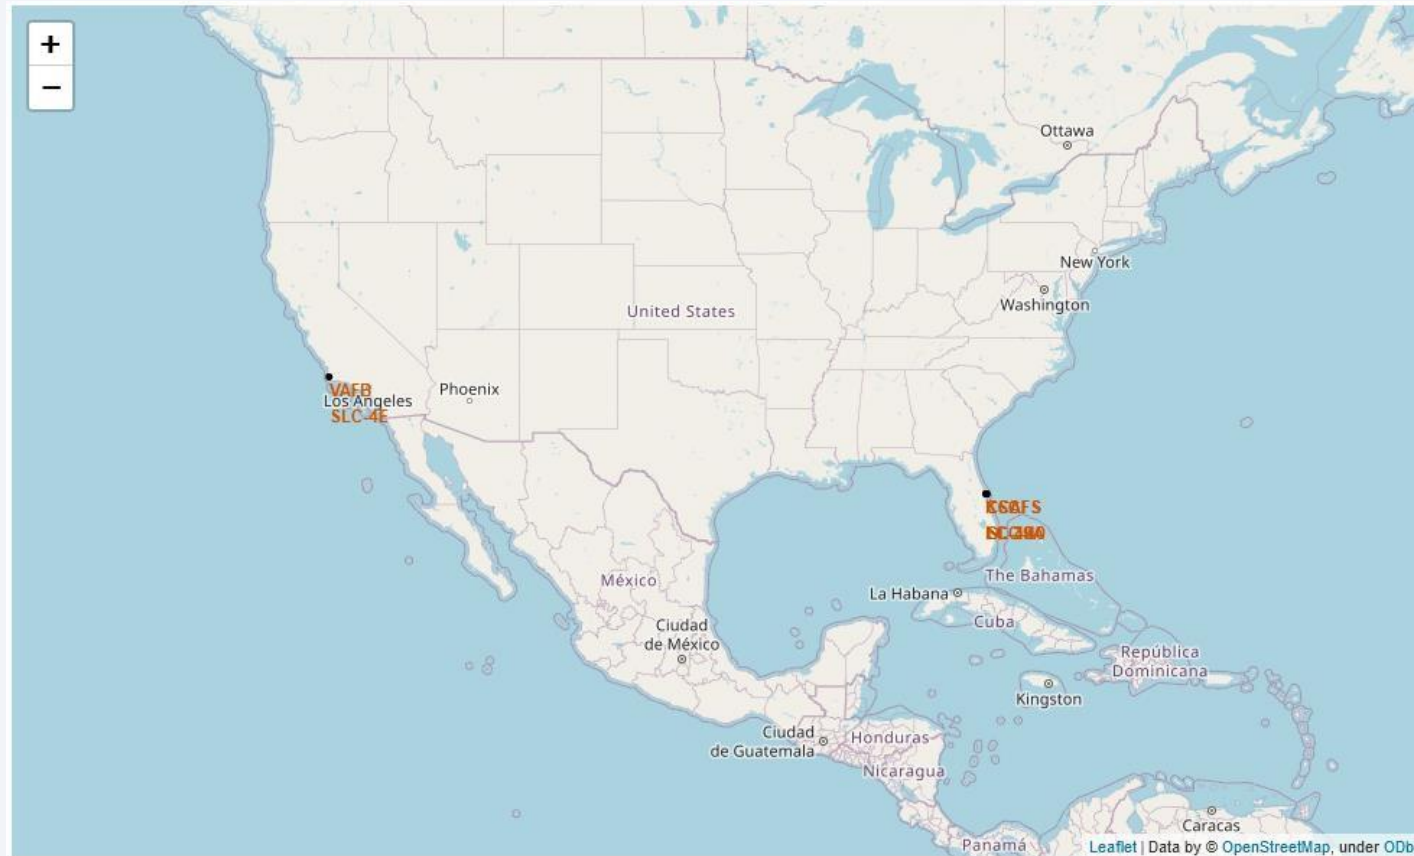 +
−
Ottawa
New York
Washington
United States
Phoenix
VAFB
Los Angeles
SLC-4E
The Bahamas
México
La Habana
Cuba
Ciudad
de México
República
Dominicana
Kingston
Ciudad
de Guatemala
Honduras
Nicaragua
Caracas
Panamá
Leaflet | Data by © OpenStreetMap, under ODb